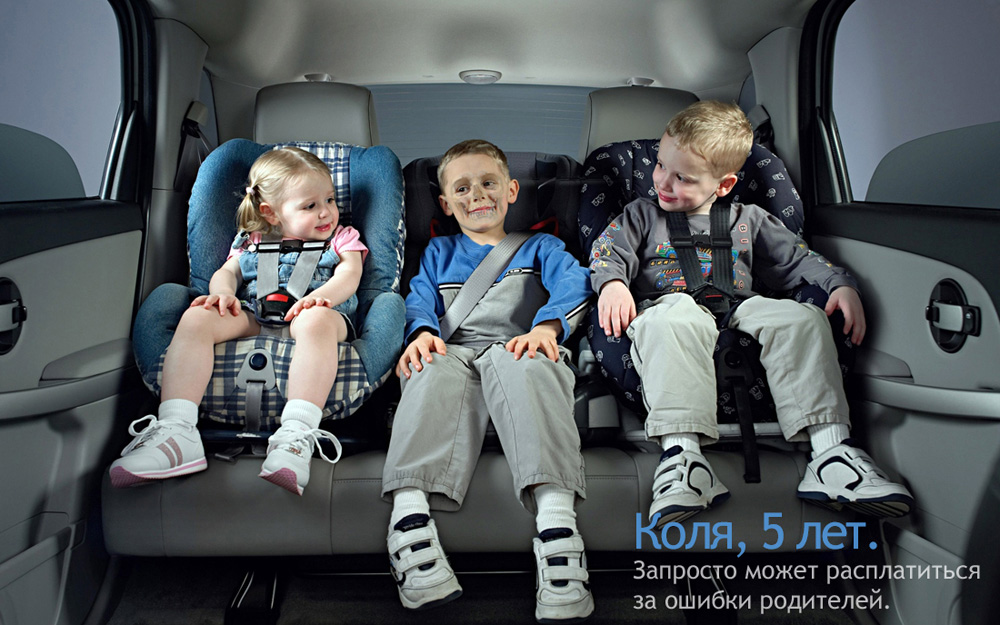 Коля, 5 лет.
Запросто может расплатиться
за ошибки родителей.